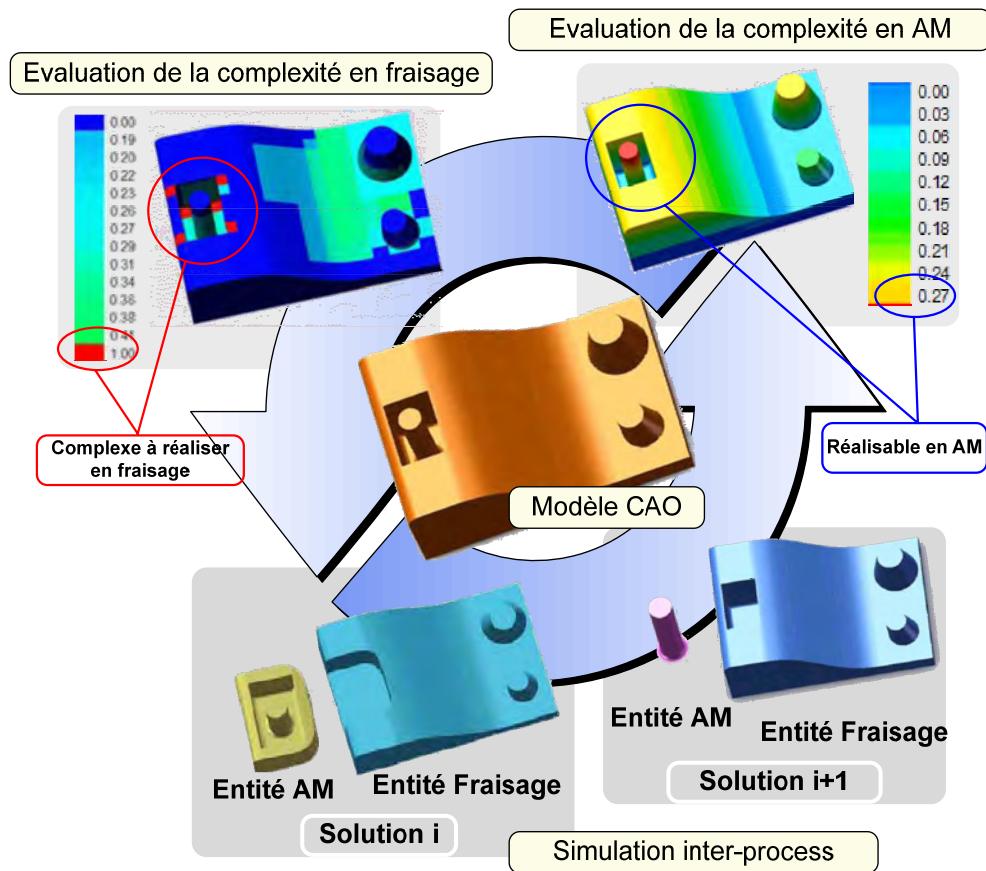 Evaluation de la complexité en AM
Evaluation de la complexité en fraisage
0.00
0.19
0.20
0.22
0.23
0.26
0.27
0.29
0.31
0.34
0.36
0.38
0.41
1.00
0.00
0.03
0.06
0.09
0.12
0.15
0.18
0.21
0.24
0.27
Complexe à réaliser
en fraisage
Réalisable en AM
Modèle CAO
Entité AM
Entité Fraisage
Solution i
Entité AM
Entité Fraisage
Solution i+1
Simulation inter-process